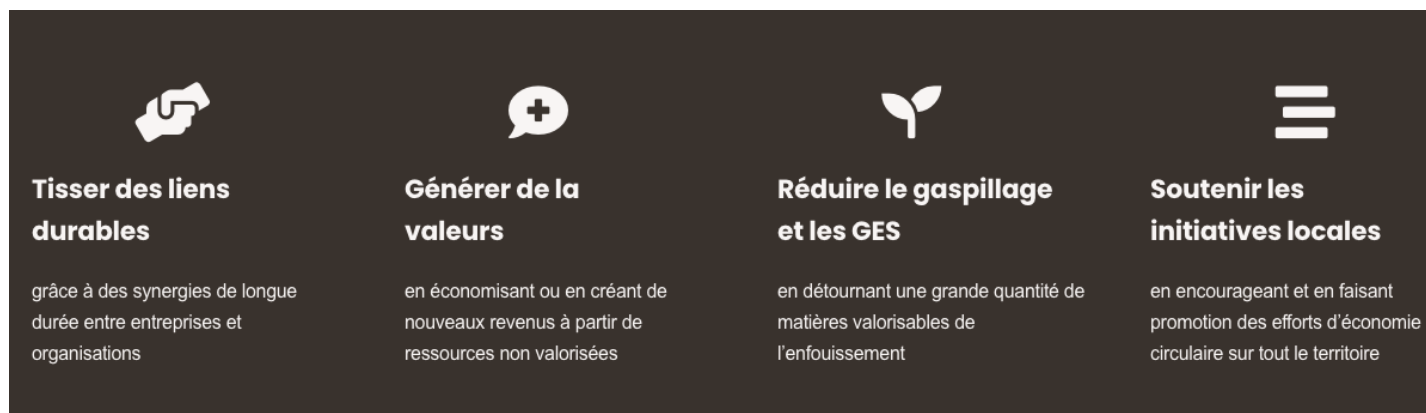 Tisser des liens
durables
grâce à des synergies de longue
durée entre entreprises et
organisations
Générer de la
valeurs
en économisant ou en créant de
nouveaux revenus à partir de
ressources non valorisées
Réduire le gaspillage
et les GES
en détournant une grande quantité de
matières valorisables de
l’enfouissement
Soutenir les
initiatives locales
en encourageant et en faisant
promotion des efforts d’économie
circulaire sur tout le territoire